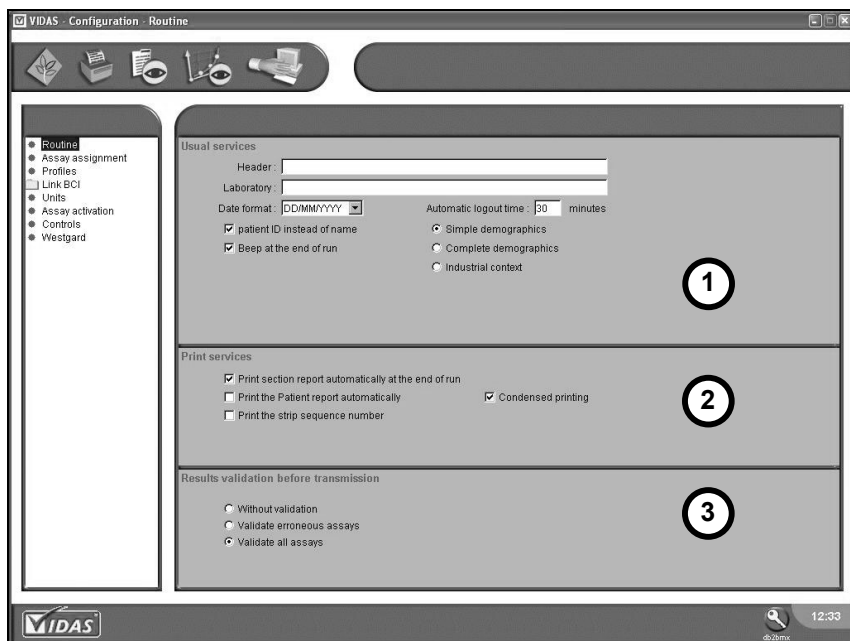 VIDAS - Configuration - Routine
Routine
Assay assignment
Profiles
Link BCI
Units
Assay activation
Controls
Westgard
Usual services
Header :
Laboratory :
Date format : DD/MM/YYYY Automatic logout time : 30 minutes
patient ID instead of name Simple demographics
Beep at the end of run Complete demographics
Industrial context
1
Print services
Print section report automatically at the end of run
Print the Patient report automatically Condensed printing
Print the strip sequence number
2
Results validation before transmission
Without validation
Validate erroneous assays
Validate all assays
3
VIDAS
db2bmx
12:33